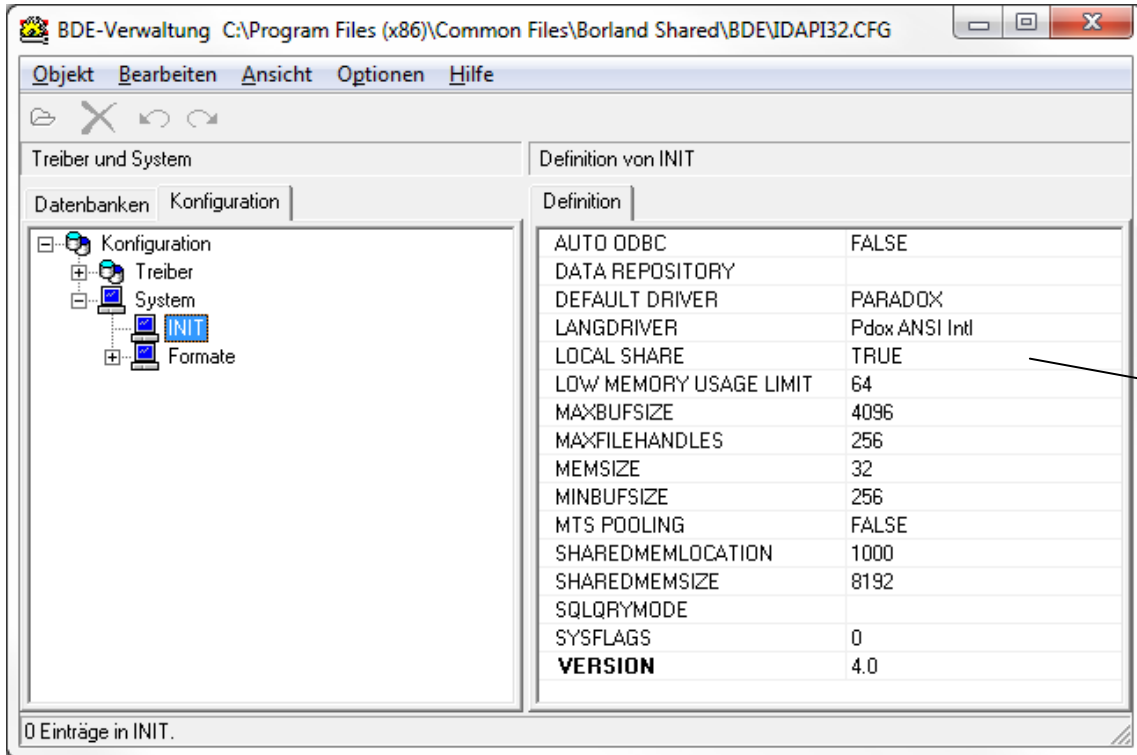 BDE-Verwaltung C:\Program Files (x86)\Common Files\Borland Shared\BDE\IDAPI32.CFG
Objekt Bearbeiten Ansicht Optionen Hilfe
Treiber und System
Definition von INIT
Datenbanken Konfiguration
Definition
Konfiguration
Treiber
System
INIT
Formate
AUTO ODBC FALSE
DATA REPOSITORY
DEFAULT DRIVER PARADOX
LANGDRIVER Pdox ANSI Intl
LOCAL SHARE TRUE
LOW MEMORY USAGE LIMIT 64
MAXBUFSIZE 4096
MAXFILEHANDLES 256
MEMSIZE 32
MINBUFSIZE 256
MTS POOLING FALSE
SHAREDMEMLOCATION 1000
SHAREDMEMSIZE 8192
SQLQRYMODE
SYSFLAGS 0
VERSION 4.0
0 Einträge in INIT.